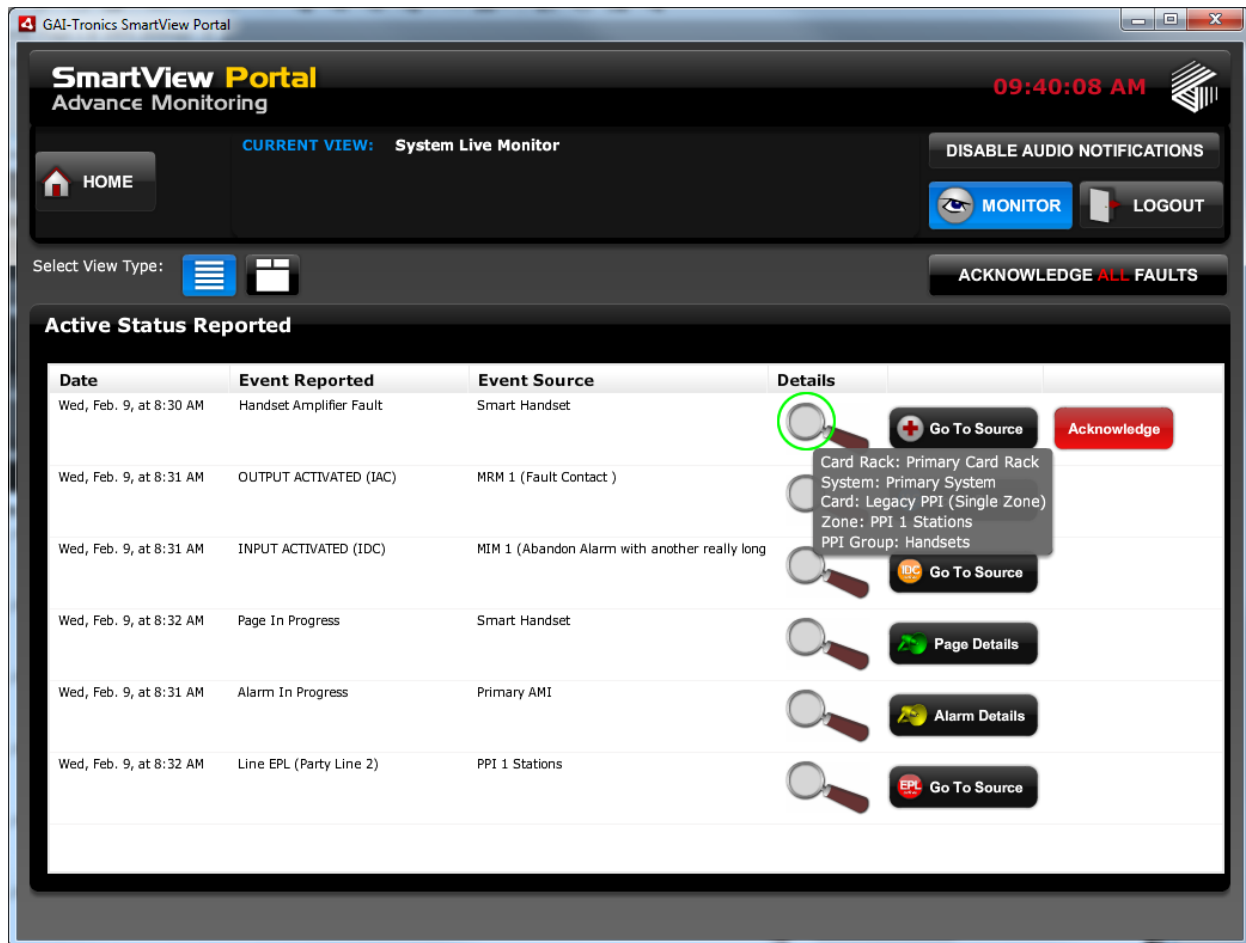 GAI-Tronics SmartView Portal
SmartView Portal
Advance Monitoring
09:40:08 AM
HOME
CURRENT VIEW: System Live Monitor
DISABLE AUDIO NOTIFICATIONS
MONITOR
LOGOUT
Select View Type:
ACKNOWLEDGE ALL FAULTS
Active Status Reported
Date Event Reported Event Source Details
Wed, Feb. 9, at 8:30 AM Handset Amplifier Fault Smart Handset Go To Source Acknowledge
Card Rack: Primary Card Rack
System: Primary System
Card: Legacy PPI (Single Zone)
Zone: PPI 1 Stations
PPI Group: Handsets
Wed, Feb. 9, at 8:31 AM OUTPUT ACTIVATED (IAC) MRM 1 (Fault Contact )
Wed, Feb. 9, at 8:31 AM INPUT ACTIVATED (IDC) MIM 1 (Abandon Alarm with another really long IDC Go To Source
Wed, Feb. 9, at 8:32 AM Page In Progress Smart Handset Page Details
Wed, Feb. 9, at 8:31 AM Alarm In Progress Primary AMI Alarm Details
Wed, Feb. 9, at 8:32 AM Line EPL (Party Line 2) PPI 1 Stations EPL Go To Source